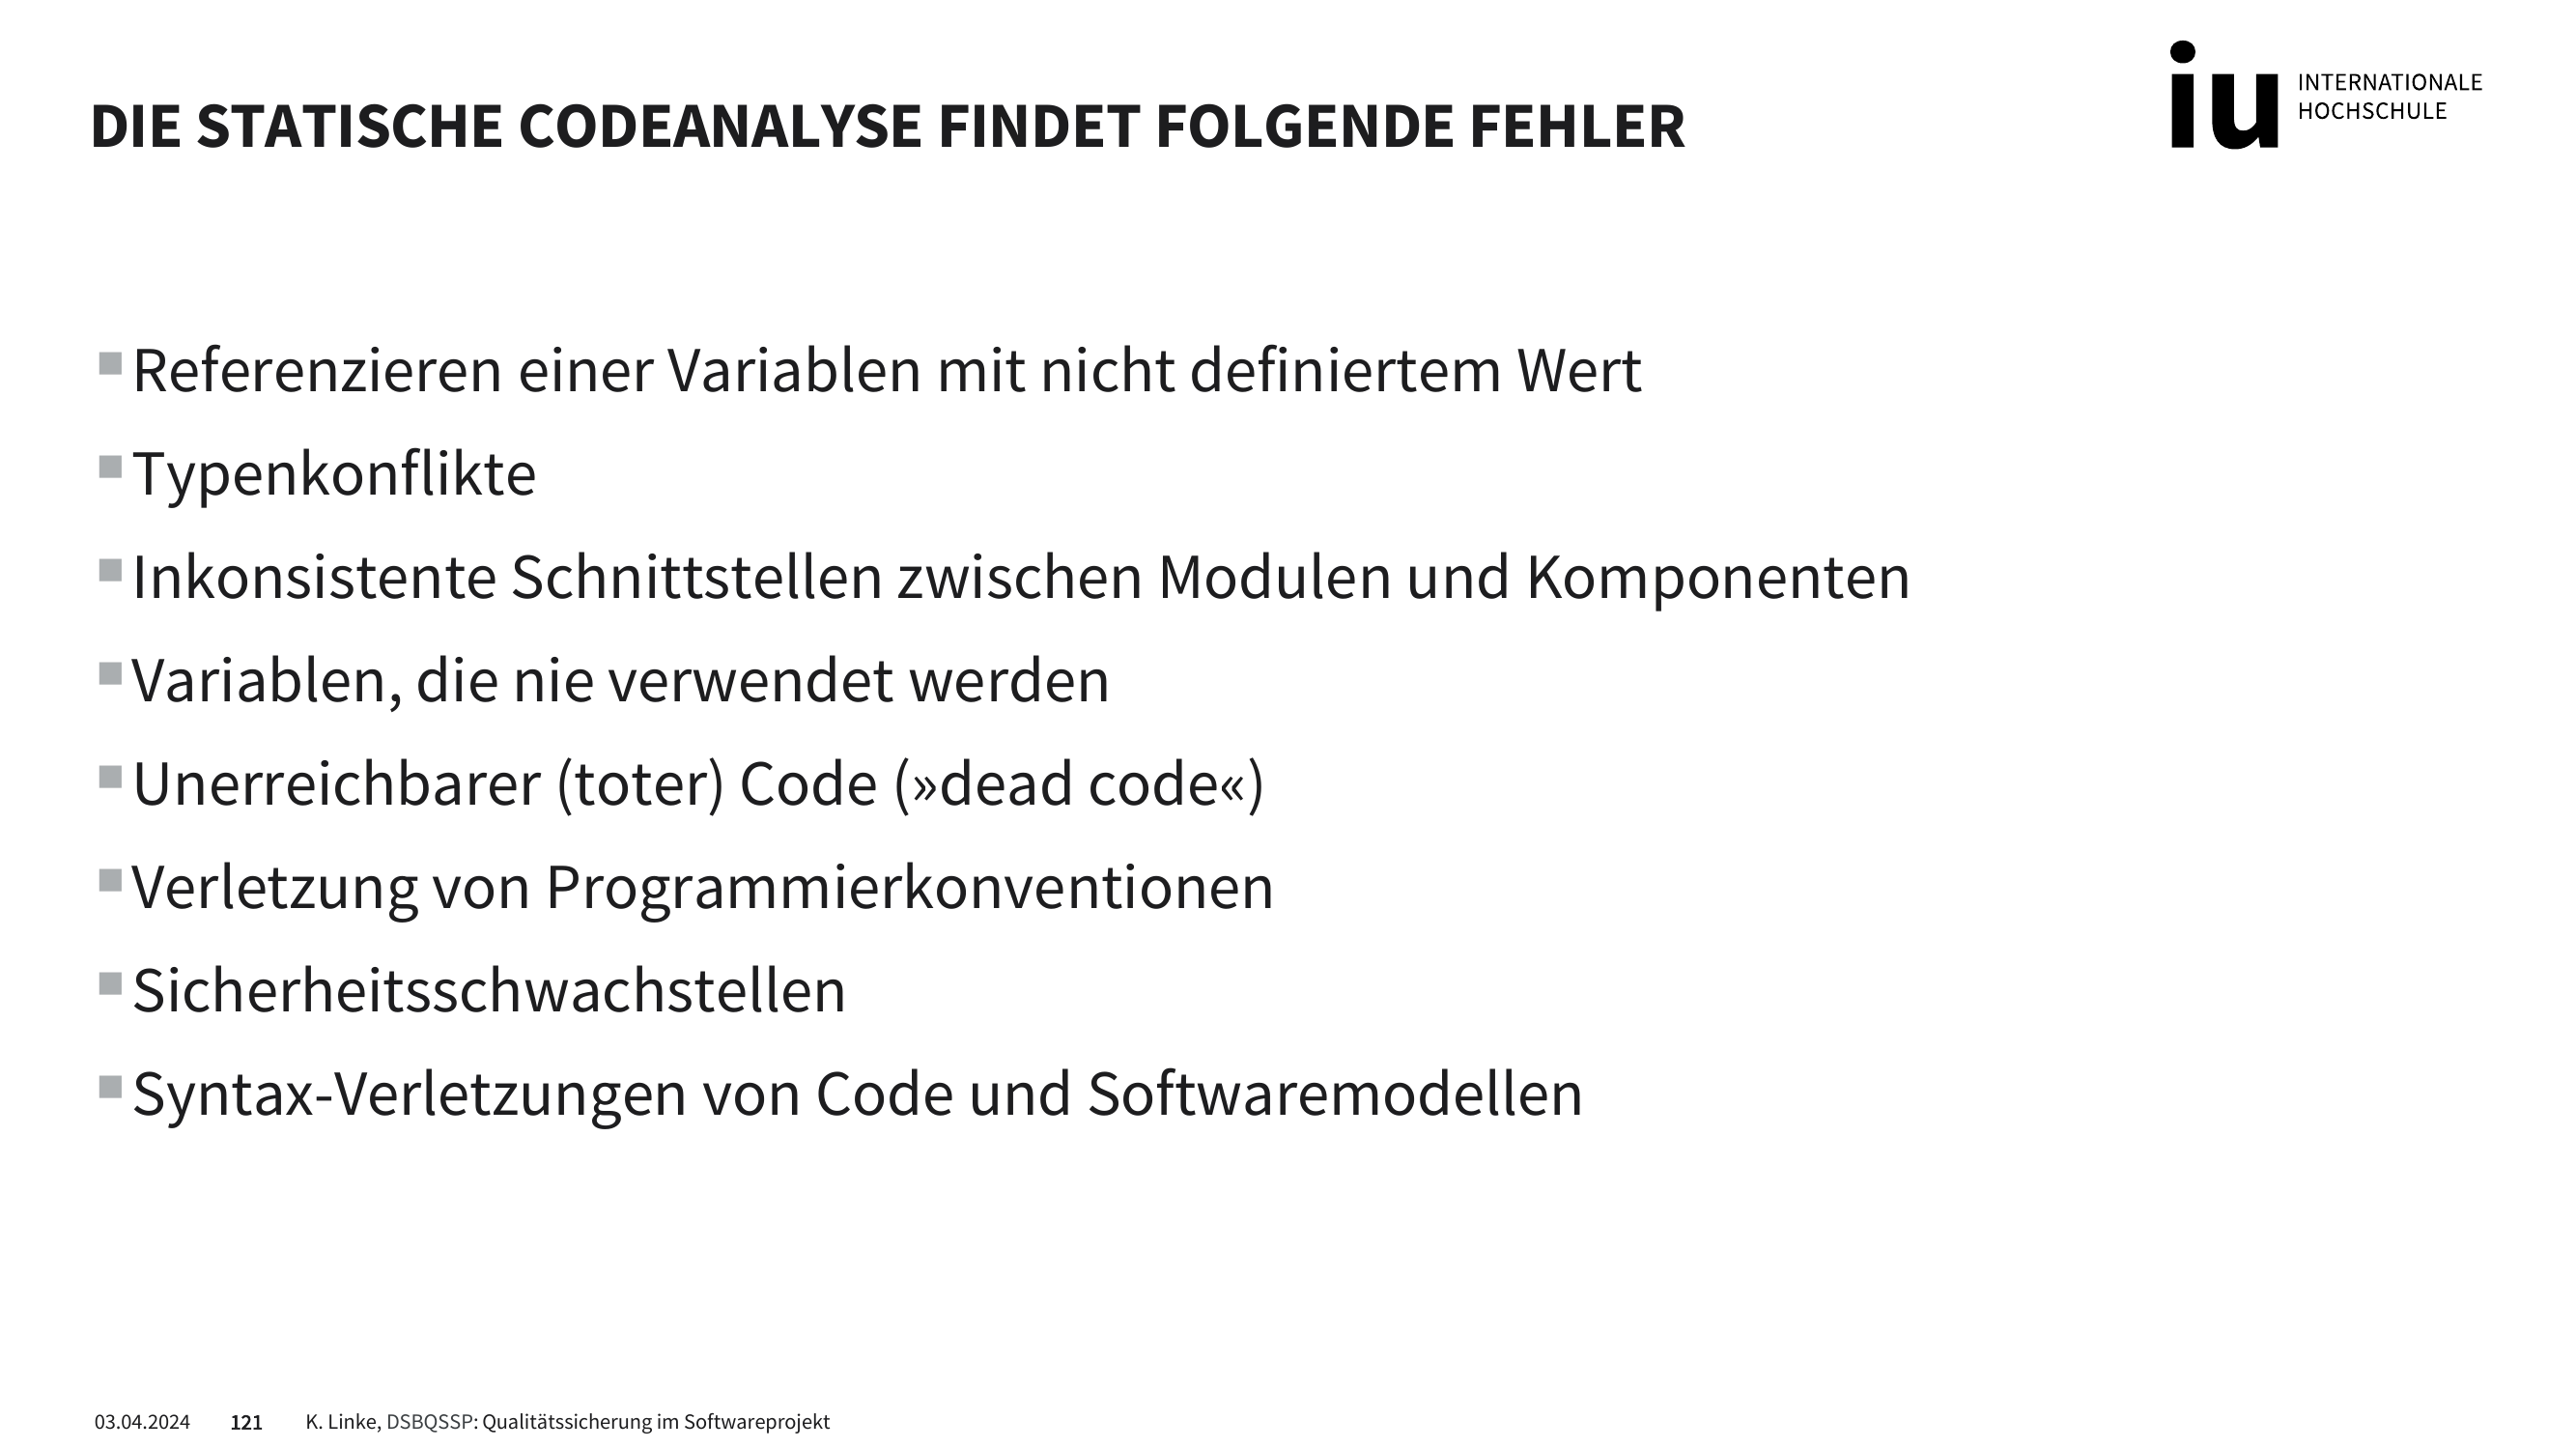 DIE STATISCHE CODEANALYSE FINDET FOLGENDE FEHLER
iu INTERNATIONALE
HOCHSCHULE
Referenzieren einer Variablen mit nicht definiertem Wert
Typenkonflikte
Inkonsistente Schnittstellen zwischen Modulen und Komponenten
Variablen, die nie verwendet werden
Unerreichbarer (toter) Code (»dead code«)
Verletzung von Programmierkonventionen
Sicherheitsschwachstellen
Syntax-Verletzungen von Code und Softwaremodellen
03.04.2024 121 K. Linke, DSBQSSP: Qualitätssicherung im Softwareprojekt